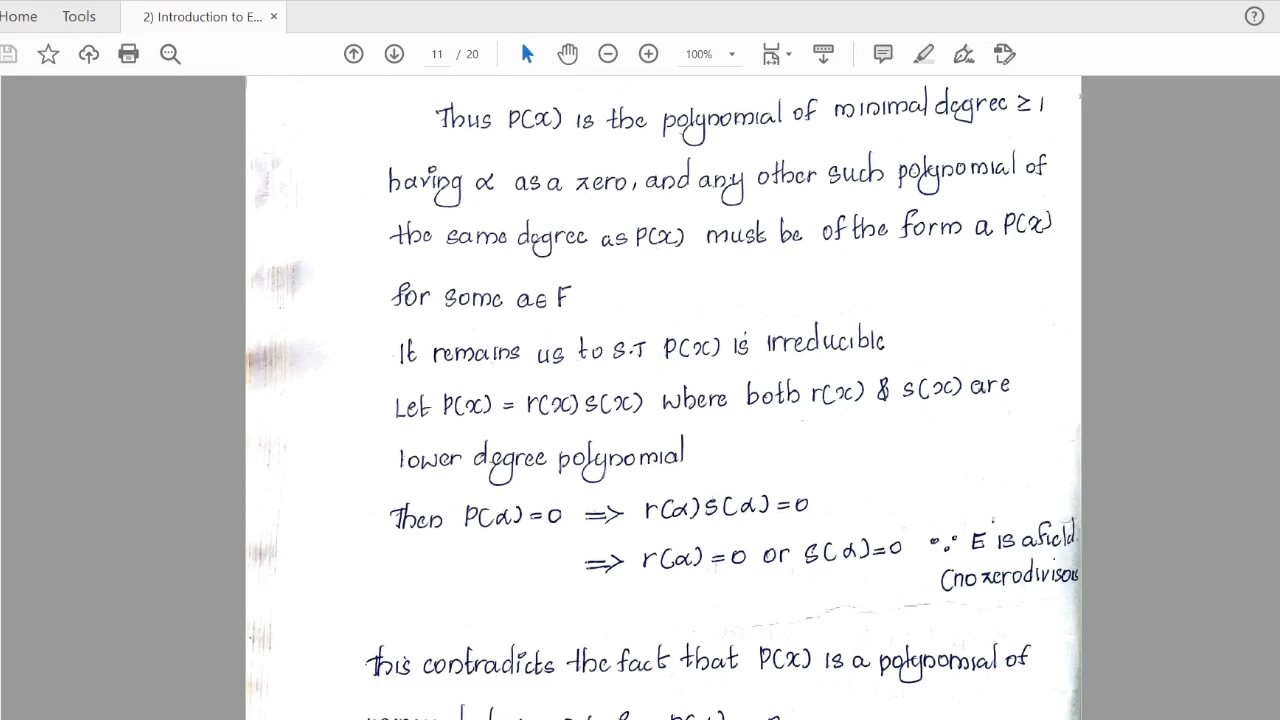 Home Tools 2) Introduction to E... ×
11 / 20 100%
Thus P(x) is the polynomial of minimal degree ≥ 1
having α as a zero, and any other such polynomial of
the same degree as P(x) must be of the form a P(x)
for some a∈F
It remains us to S.T P(x) is irreducible
Let P(x) = r(x) s(x) where both r(x) & s(x) are
lower degree polynomial
Then P(α)=0 ⇒ r(α)s(α)=0
⇒ r(α)=0 or s(α)=0 ∵ E is a field
(no zero divisors
This contradicts the fact that P(x) is a polynomial of